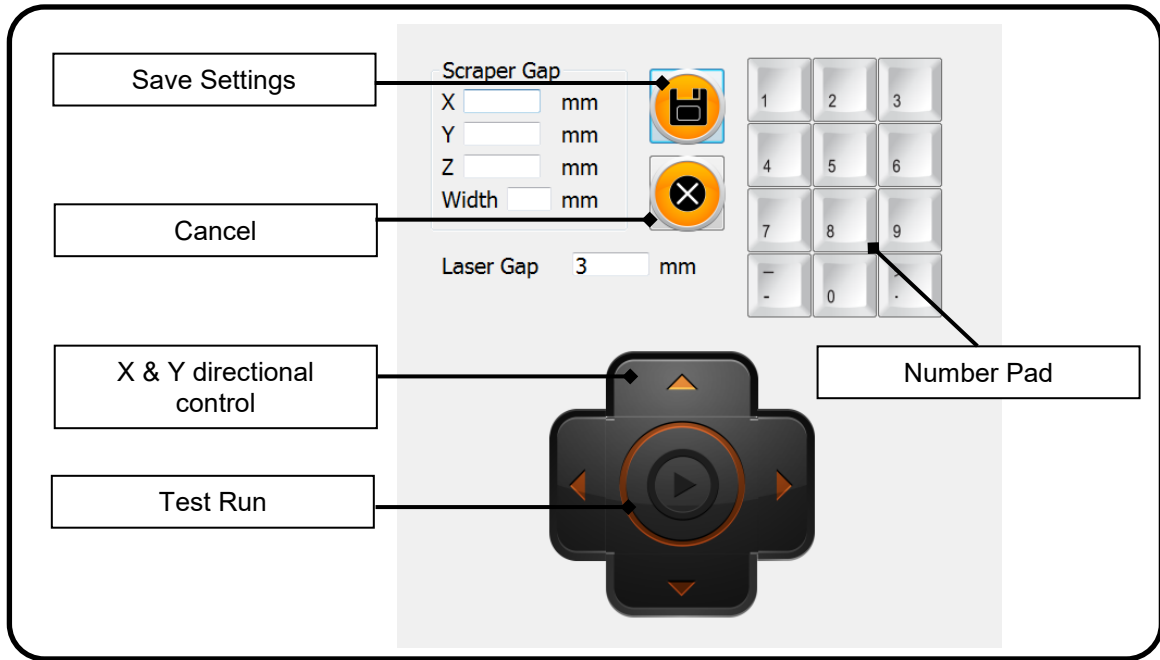 Save Settings
Cancel
X & Y directional
control
Test Run
Scraper Gap
X mm
Y mm
Z mm
Width mm
Laser Gap 3 mm
1 2 3
4 5 6
7 8 9
_ >
- 0 .
Number Pad